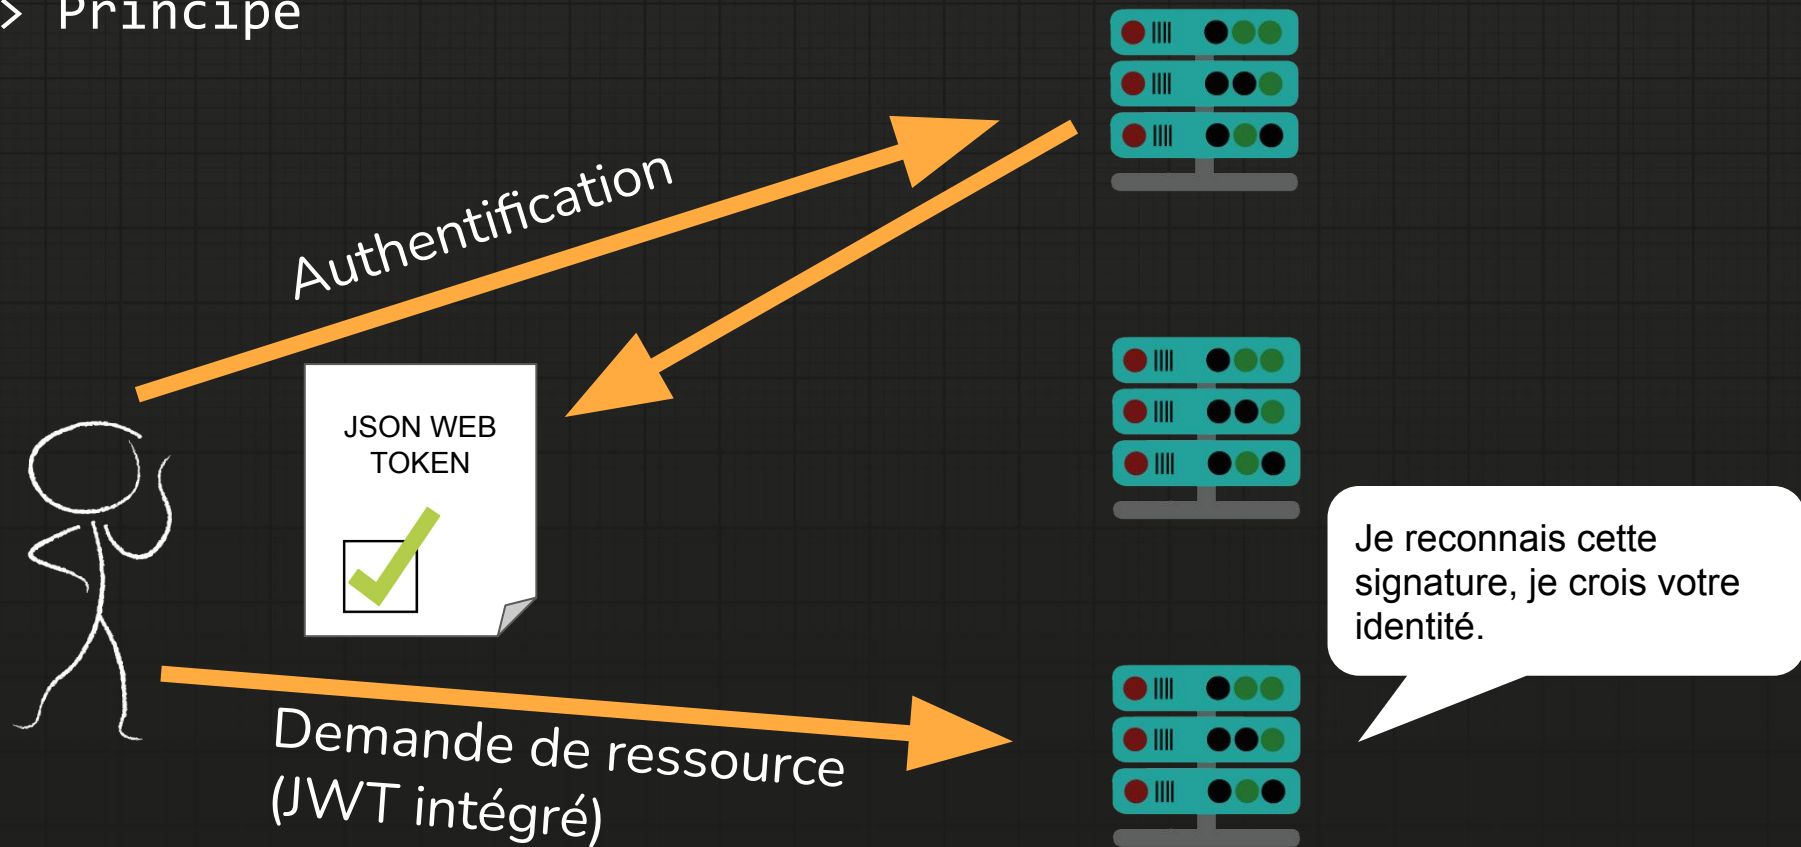 > Principe
Authentification
JSON WEB
TOKEN
Je reconnais cette
signature, je crois votre
identité.
Demande de ressource
(JWT intégré)